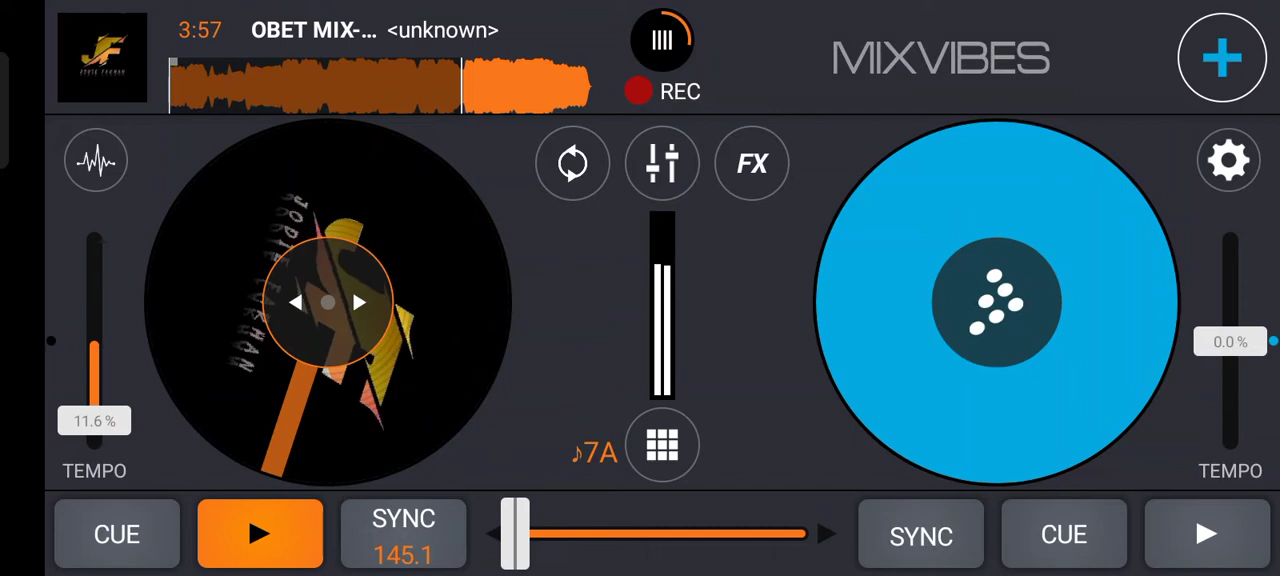 3:57 OBET MIX-... <unknown>
REC
MIXVIBES
JF
FX
11.6 %
TEMPO
♪7A
0.0 %
TEMPO
CUE
SYNC
145.1
SYNC
CUE